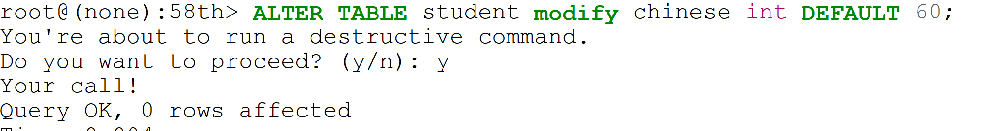 root@(none):58th> ALTER TABLE student modify chinese int DEFAULT 60;
You're about to run a destructive command.
Do you want to proceed? (y/n): y
Your call!
Query OK, 0 rows affected